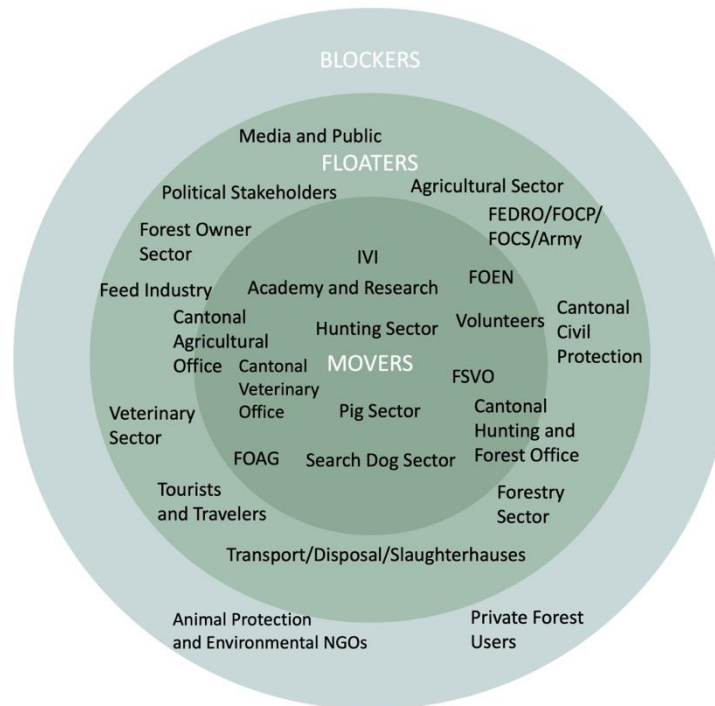 BLOCKERS
Media and Public
FLOATERS
Political Stakeholders
Agricultural Sector
FEDRO/FOCP/
FOCS/Army
Forest Owner
Sector
IVI
FOEN
Feed Industry
Academy and Research
Cantonal
Agricultural
Office
Hunting Sector
Volunteers
Cantonal
Civil
Protection
MOVERS
Cantonal
Veterinary
Office
FSVO
Veterinary
Sector
Pig Sector
Cantonal
Hunting and
Forest Office
FOAG
Search Dog Sector
Tourists
and Travelers
Forestry
Sector
Transport/Disposal/Slaughterhauses
Animal Protection
and Environmental NGOs
Private Forest
Users